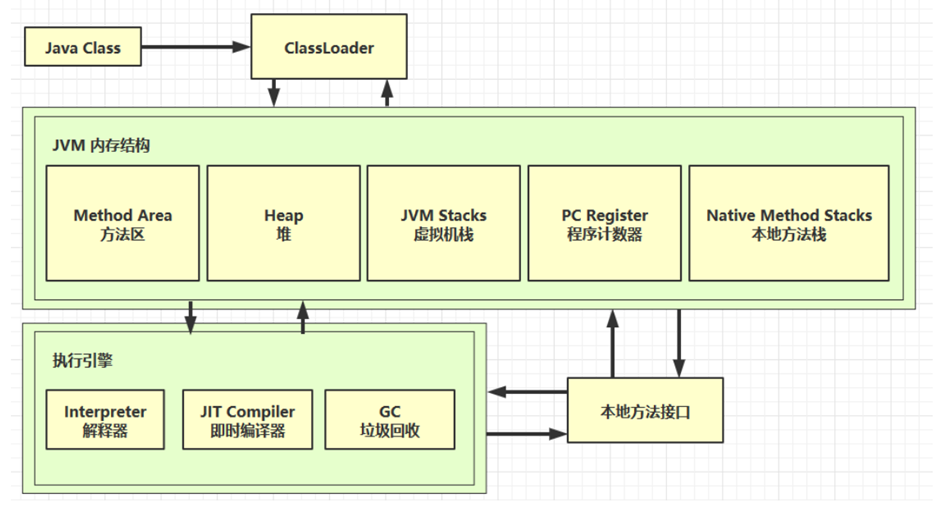 Java Class
ClassLoader
JVM 内存结构
Method Area
方法区
Heap
堆
JVM Stacks
虚拟机栈
PC Register
程序计数器
Native Method Stacks
本地方法栈
执行引擎
Interpreter
解释器
JIT Compiler
即时编译器
GC
垃圾回收
本地方法接口